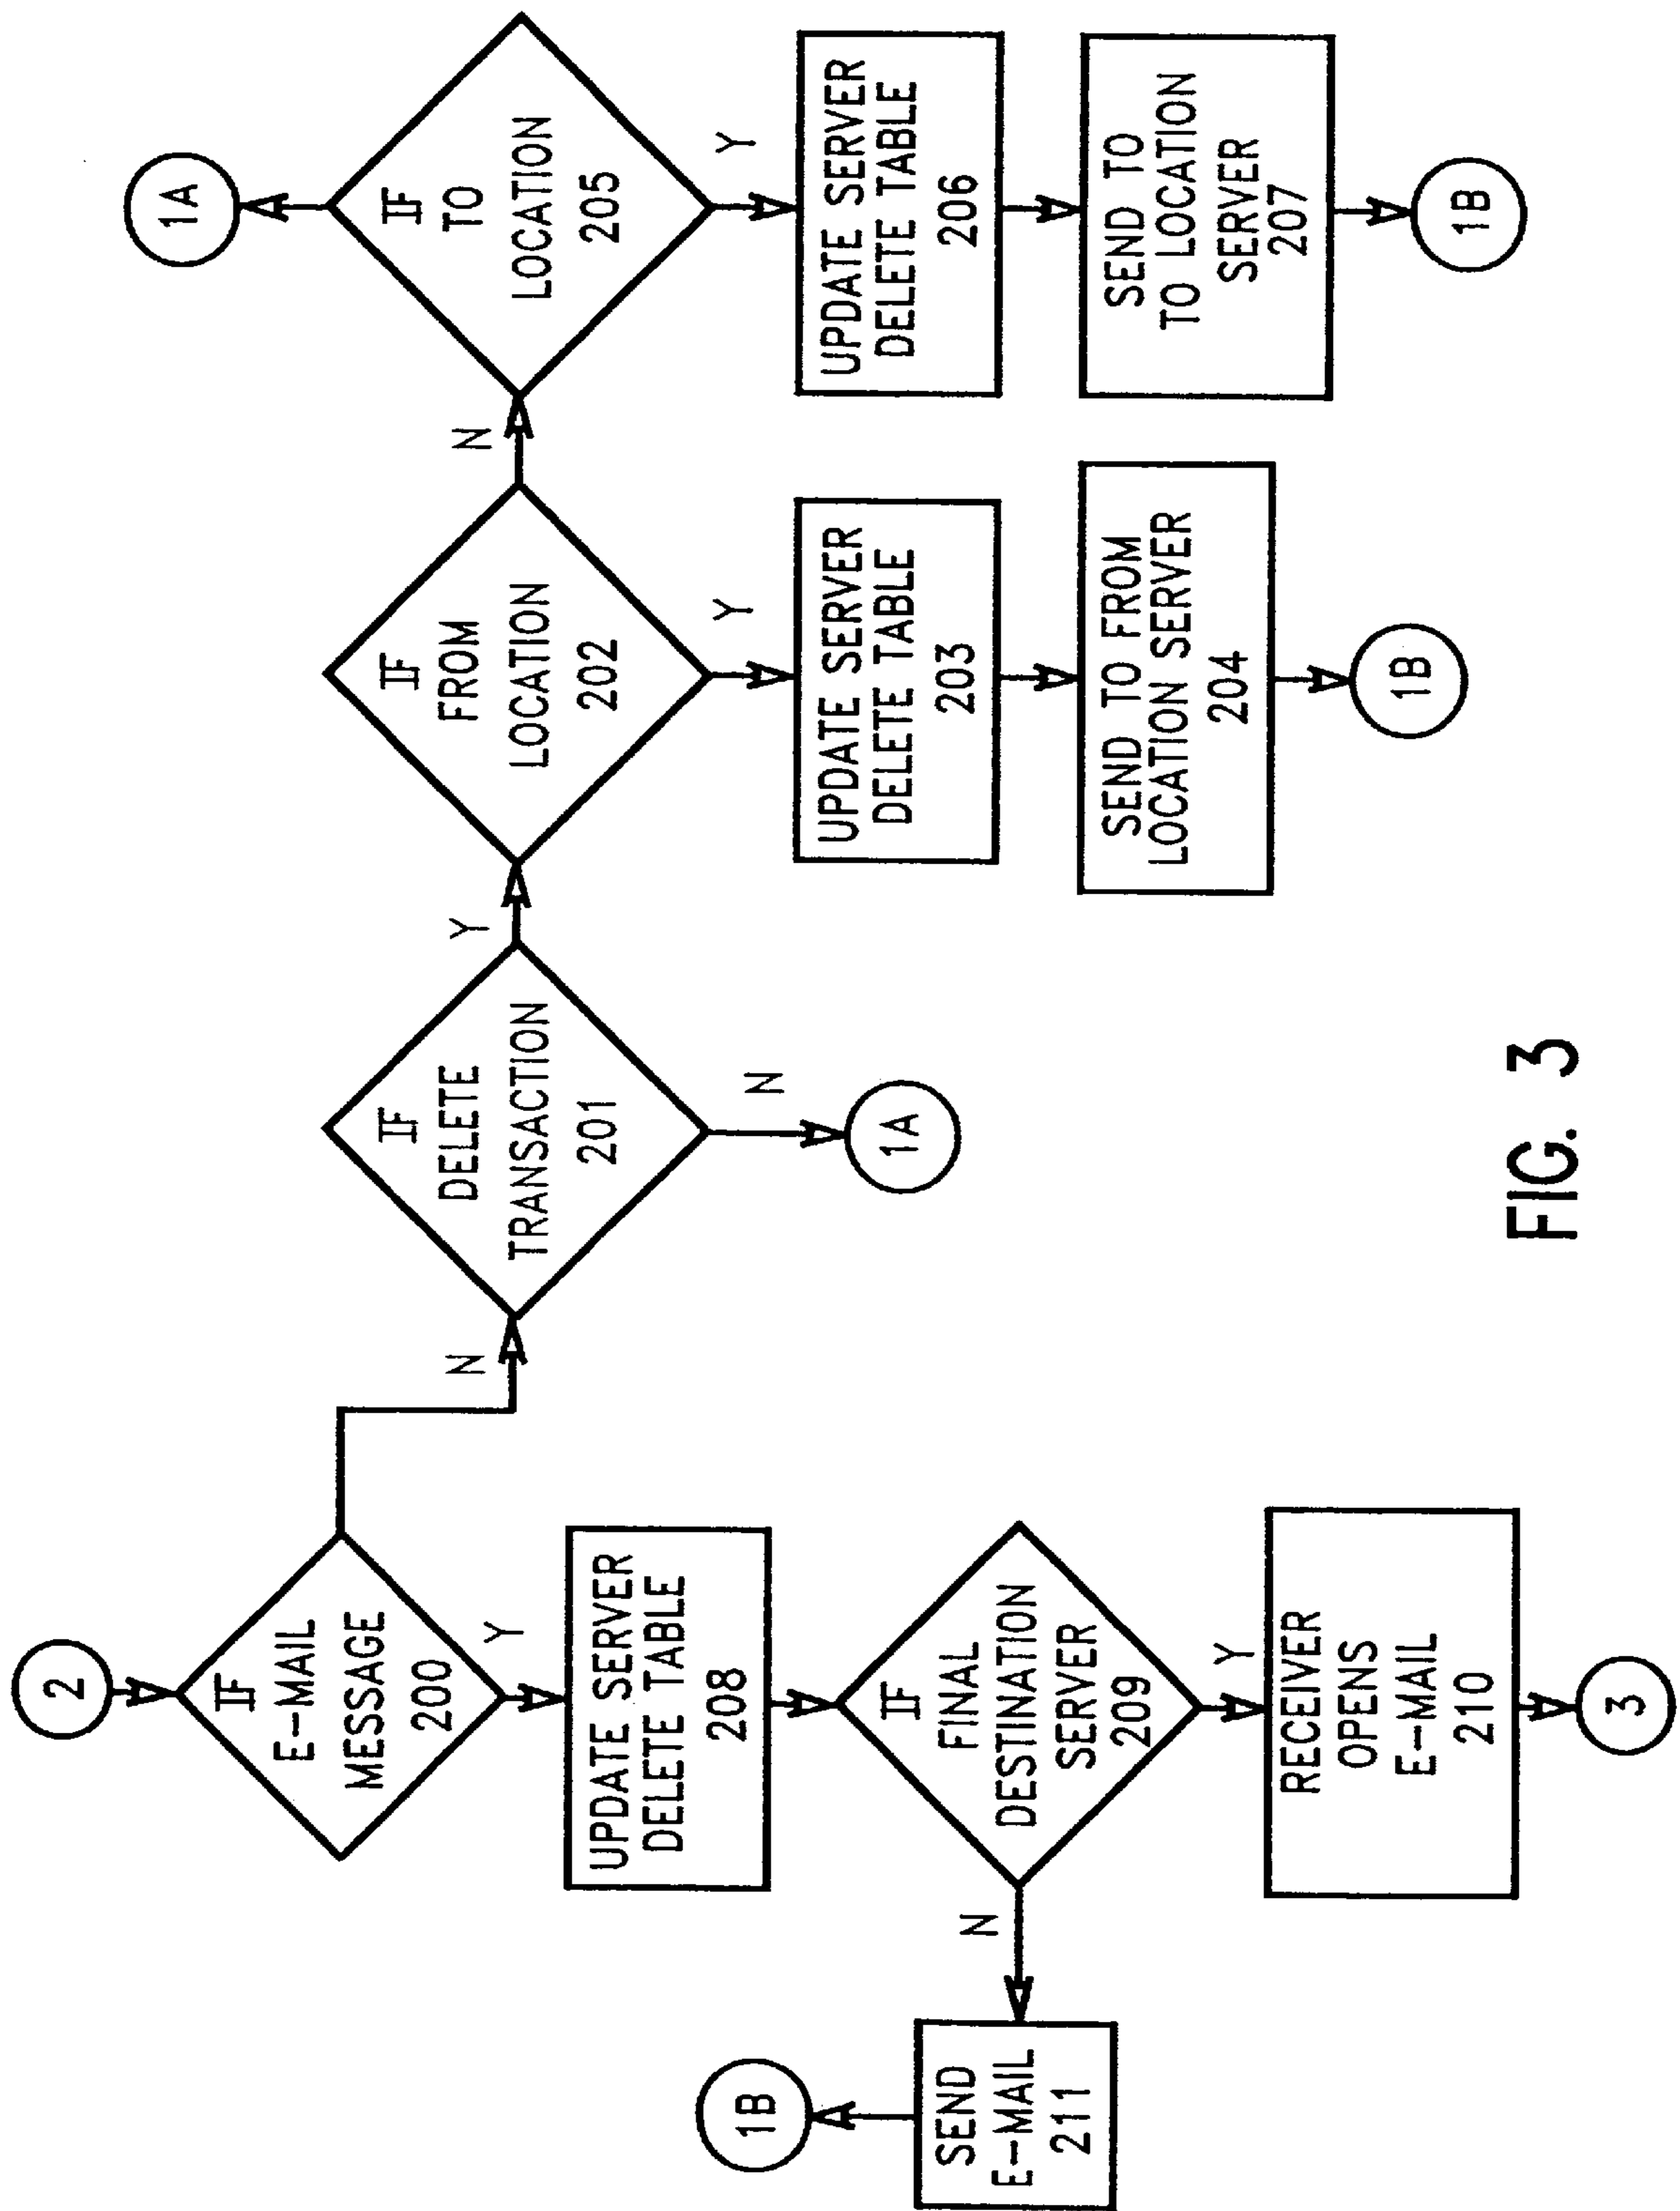 2
IF
E-MAIL
MESSAGE
200
N
Y
UPDATE SERVER
DELETE TABLE
208
IF
FINAL
DESTINATION
SERVER
209
N
Y
SEND
E-MAIL
211
1B
RECEIVER
OPENS
E-MAIL
210
3
IF
DELETE
TRANSACTION
201
Y
N
1A
IF
FROM
LOCATION
202
N
Y
UPDATE SERVER
DELETE TABLE
203
SEND TO FROM
LOCATION SERVER
204
1B
1A
IF
TO
LOCATION
205
Y
UPDATE SERVER
DELETE TABLE
206
SEND TO
TO LOCATION
SERVER
207
1B
FIG. 3